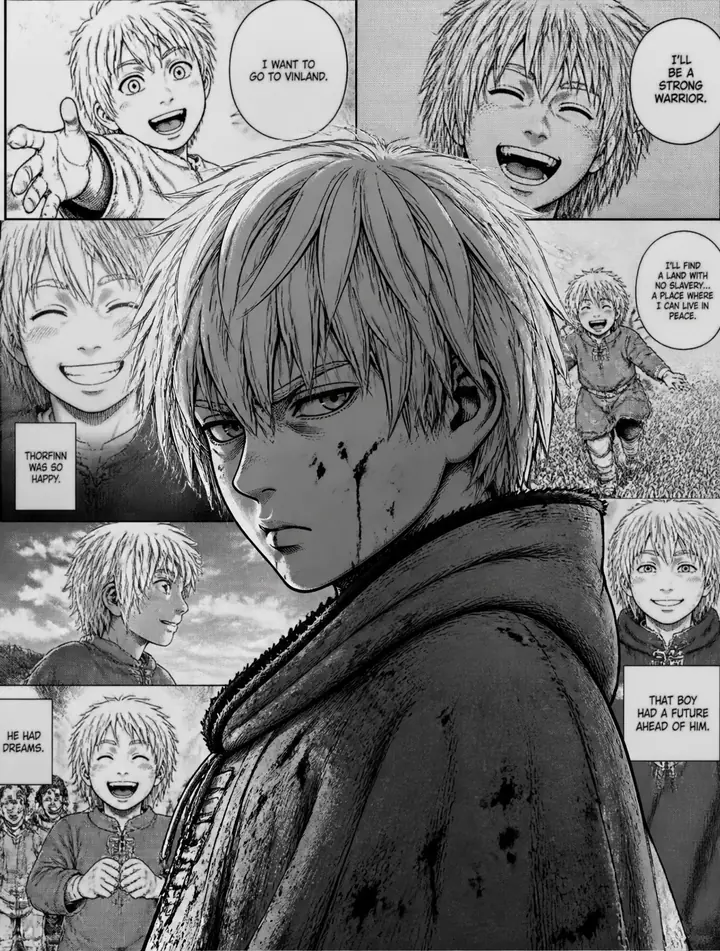 I WANT TO
GO TO VINLAND.
I'LL
BE A
STRONG
WARRIOR.
I'LL FIND
A LAND WITH
NO SLAVERY...
A PLACE WHERE
I CAN LIVE IN
PEACE.
THORFINN
WAS SO
HAPPY.
THAT BOY
HAD A FUTURE
AHEAD OF HIM.
HE HAD
DREAMS.